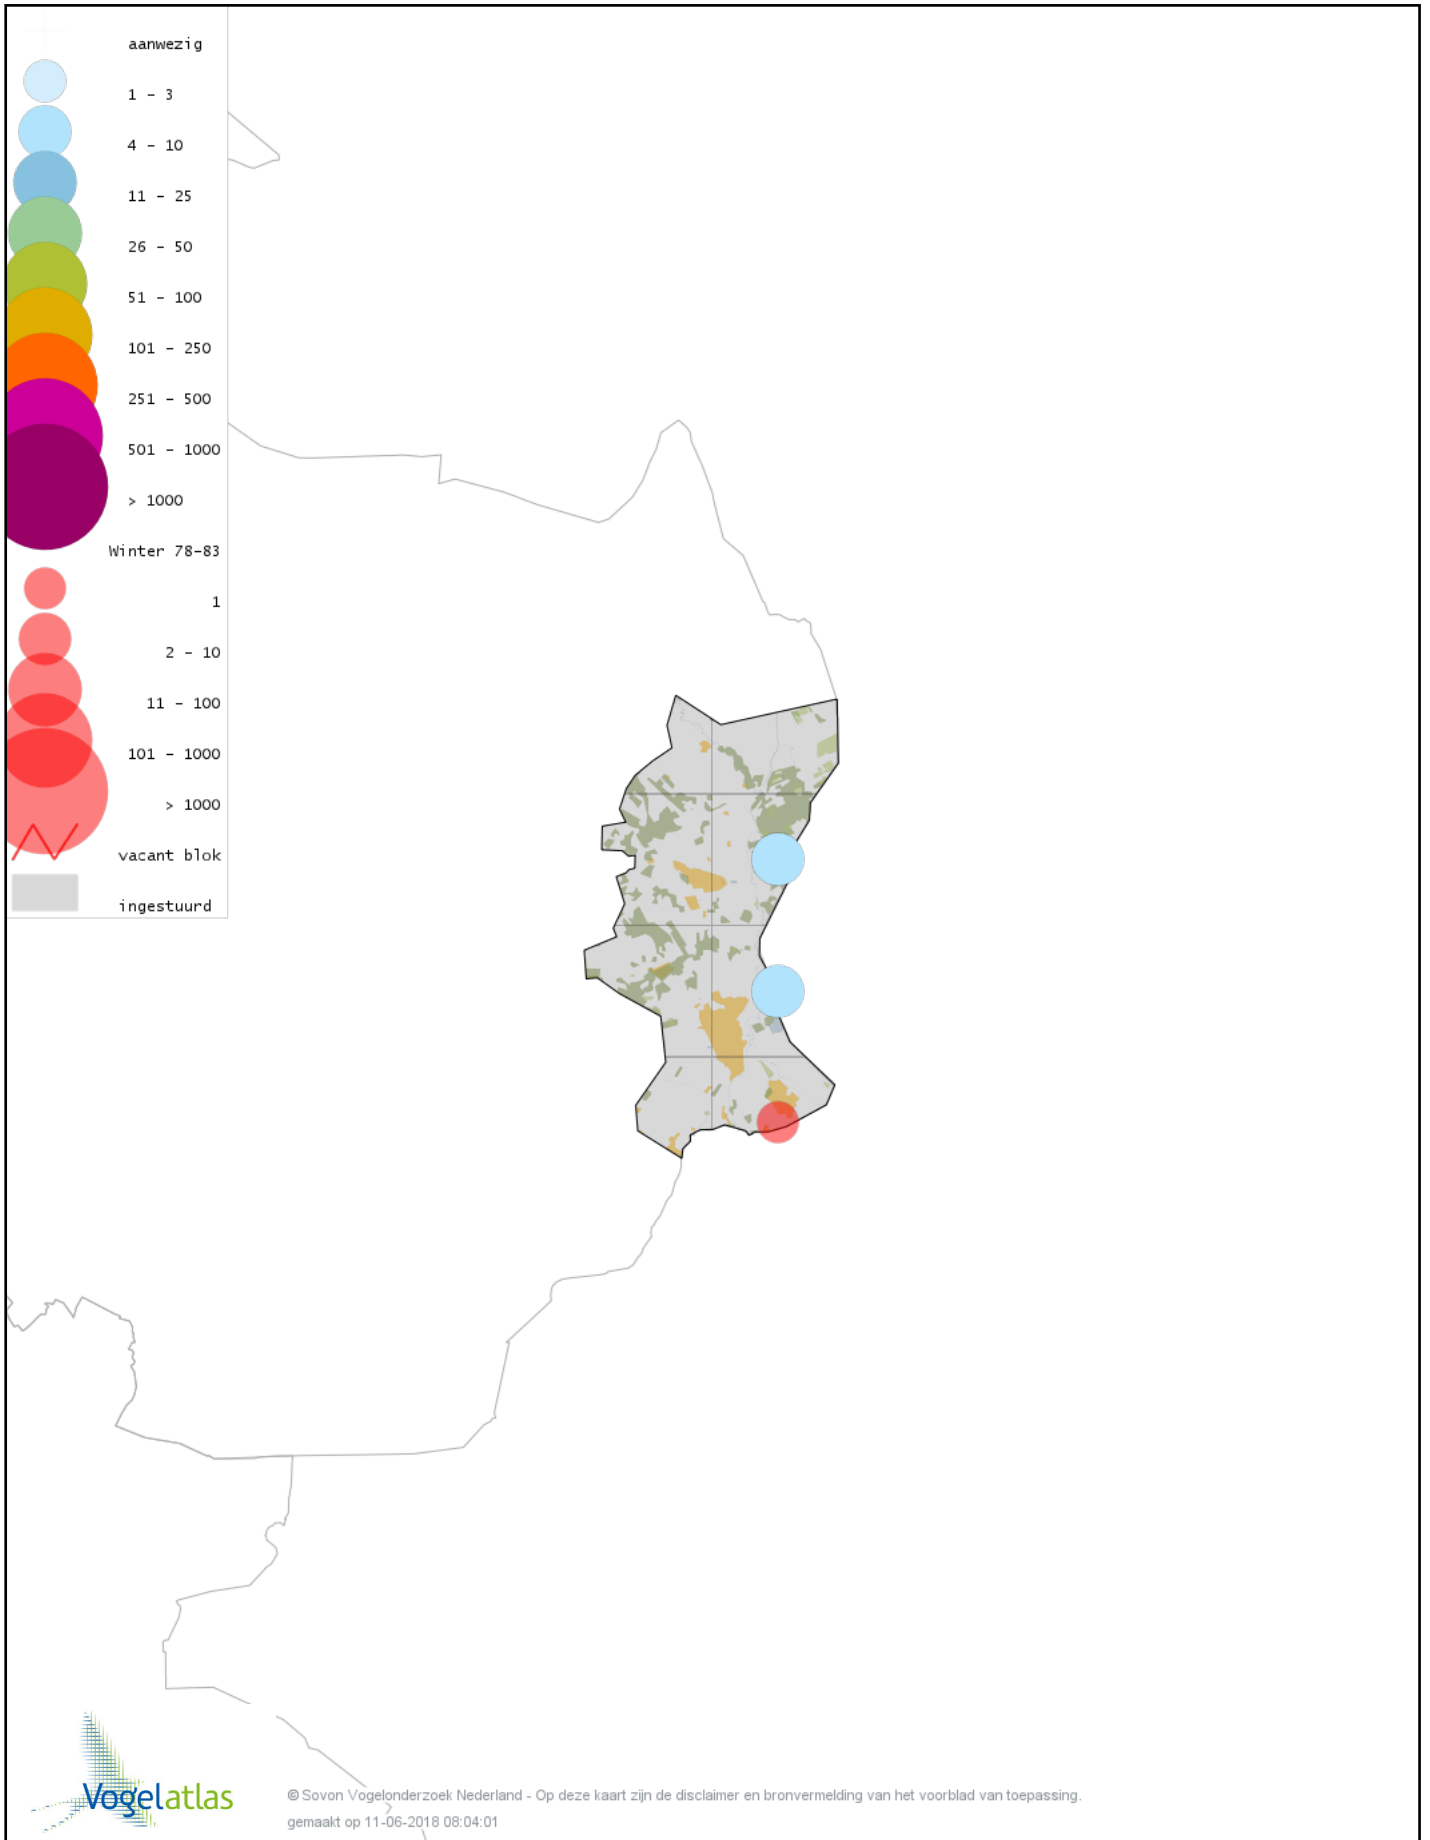 aanwezig
1 - 3
4 - 10
11 - 25
26 - 50
51 - 100
101 - 250
251 - 500
501 - 1000
> 1000
Winter 78-83
1
2 - 10
11 - 100
101 - 1000
> 1000
vacant blok
ingestuurd
Vogelatlas
© Sovon Vogelonderzoek Nederland - Op deze kaart zijn de disclaimer en bronvermelding van het voorblad van toepassing.
gemaakt op 11-06-2018 08:04:01